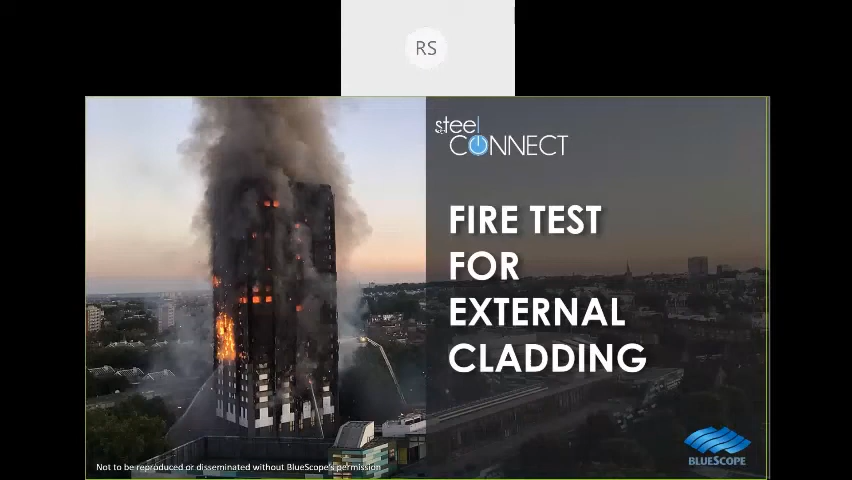 RS
steel
CONNECT
FIRE TEST
FOR
EXTERNAL
CLADDING
BLUESCOPE
Not to be reproduced or disseminated without BlueScope's permission